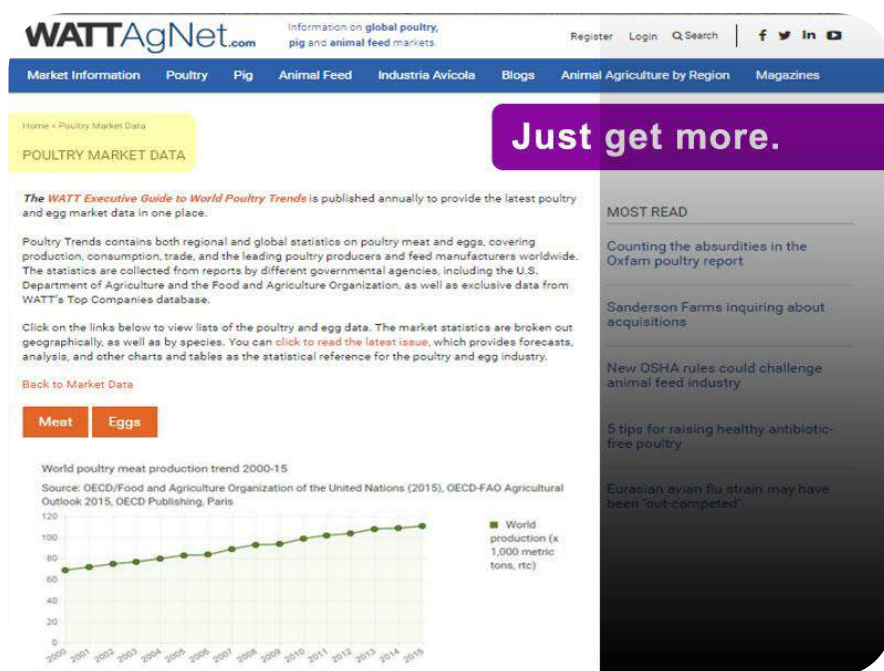 WATTAgNet.com
Information on global poultry,
pig and animal feed markets.
Register Login Search
Market Information Poultry Pig Animal Feed Industria Avícola Blogs Animal Agriculture by Region Magazines
Home » Poultry Market Data
POULTRY MARKET DATA
Just get more.
The WATT Executive Guide to World Poultry Trends is published annually to provide the latest poultry
and egg market data in one place.
Poultry Trends contains both regional and global statistics on poultry meat and eggs, covering
production, consumption, trade, and the leading poultry producers and feed manufacturers worldwide.
The statistics are collected from reports by different governmental agencies, including the U.S.
Department of Agriculture and the Food and Agriculture Organization, as well as exclusive data from
WATT's Top Companies database.
Click on the links below to view lists of the poultry and egg data. The market statistics are broken out
geographically, as well as by species. You can click to read the latest issue, which provides forecasts,
analysis, and other charts and tables as the statistical reference for the poultry and egg industry.
Back to Market Data
Meat Eggs
World poultry meat production trend 2000-15
Source: OECD/Food and Agriculture Organization of the United Nations (2015), OECD-FAO Agricultural
Outlook 2015, OECD Publishing, Paris
120
100
80
60
40
20
0
2000 2001 2002 2003 2004 2005 2006 2007 2008 2009 2010 2011 2012 2013 2014 2015
World
production (x
1,000 metric
tons, rtc)
MOST READ
Counting the absurdities in the
Oxfam poultry report
Sanderson Farms inquiring about
acquisitions
New OSHA rules could challenge
animal feed industry
5 tips for raising healthy antibiotic-
free poultry
Eurasian avian flu strain may have
been 'out-competed'